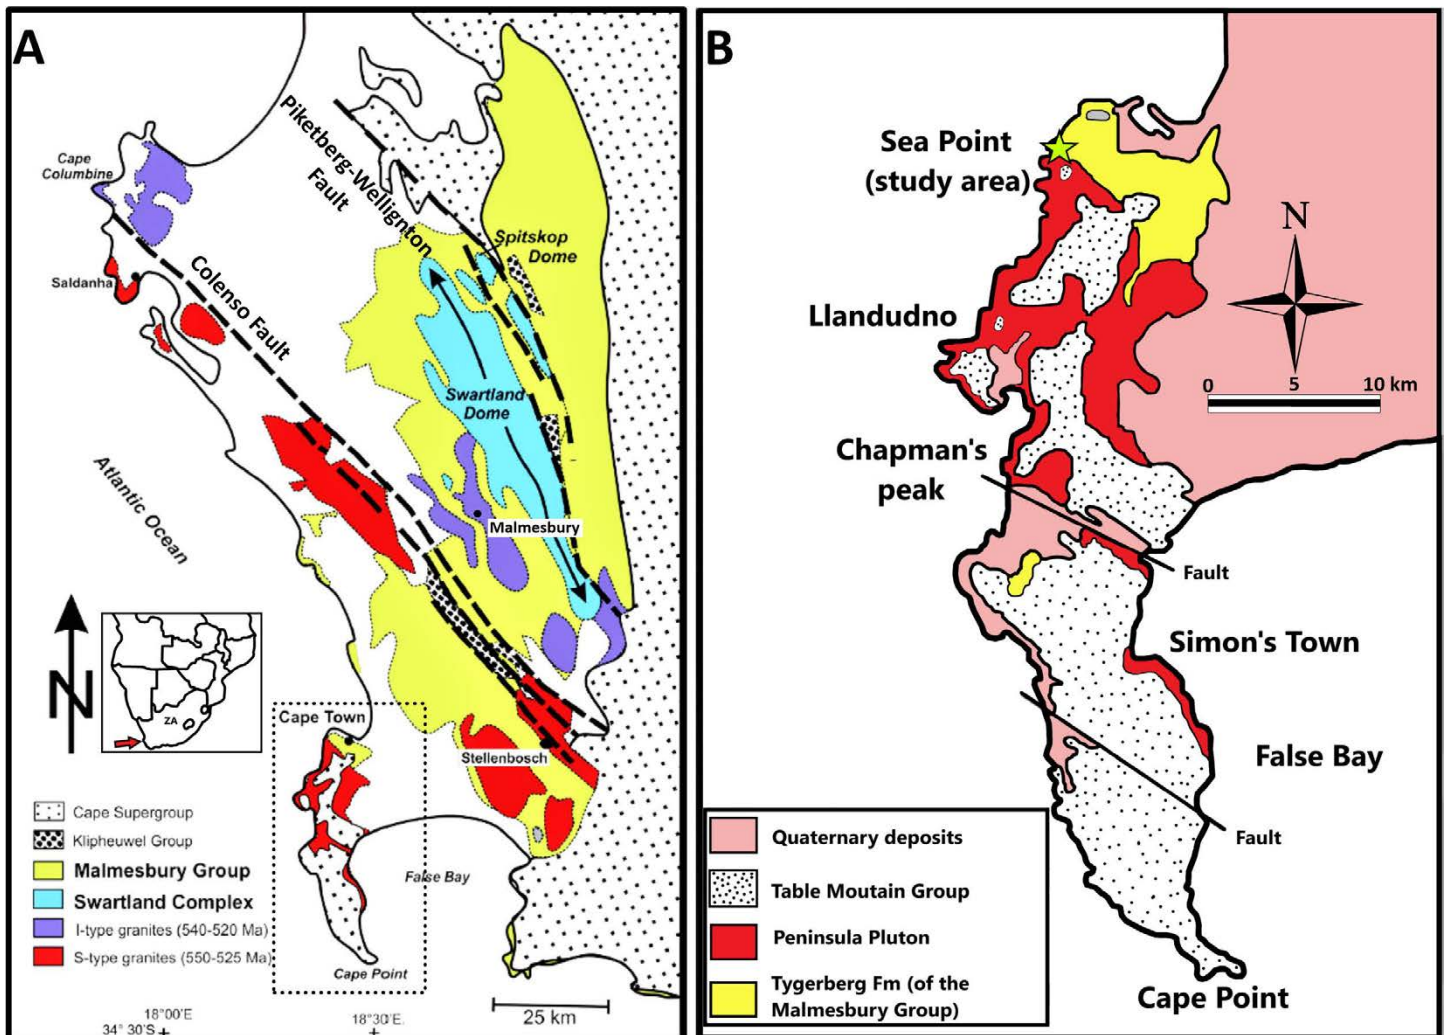 A
Piketberg-Wellignton
Fault
Cape
Columbine
Spitskop
Dome
Colenso Fault
Saldanha
Swartland
Dome
Atlantic Ocean
Malmesbury
N
ZA
Cape Town
Stellenbosch
False Bay
Cape Point
Cape Supergroup
Klipheuwel Group
Malmesbury Group
Swartland Complex
I-type granites (540-520 Ma)
S-type granites (550-525 Ma)
18°00'E
34° 30'S
18°30'E.
25 km
B
Sea Point
(study area)
N
Llandudno
0 5 10 km
Chapman's
peak
Fault
Simon's Town
False Bay
Fault
Quaternary deposits
Table Moutain Group
Peninsula Pluton
Tygerberg Fm (of the
Malmesbury Group)
Cape Point